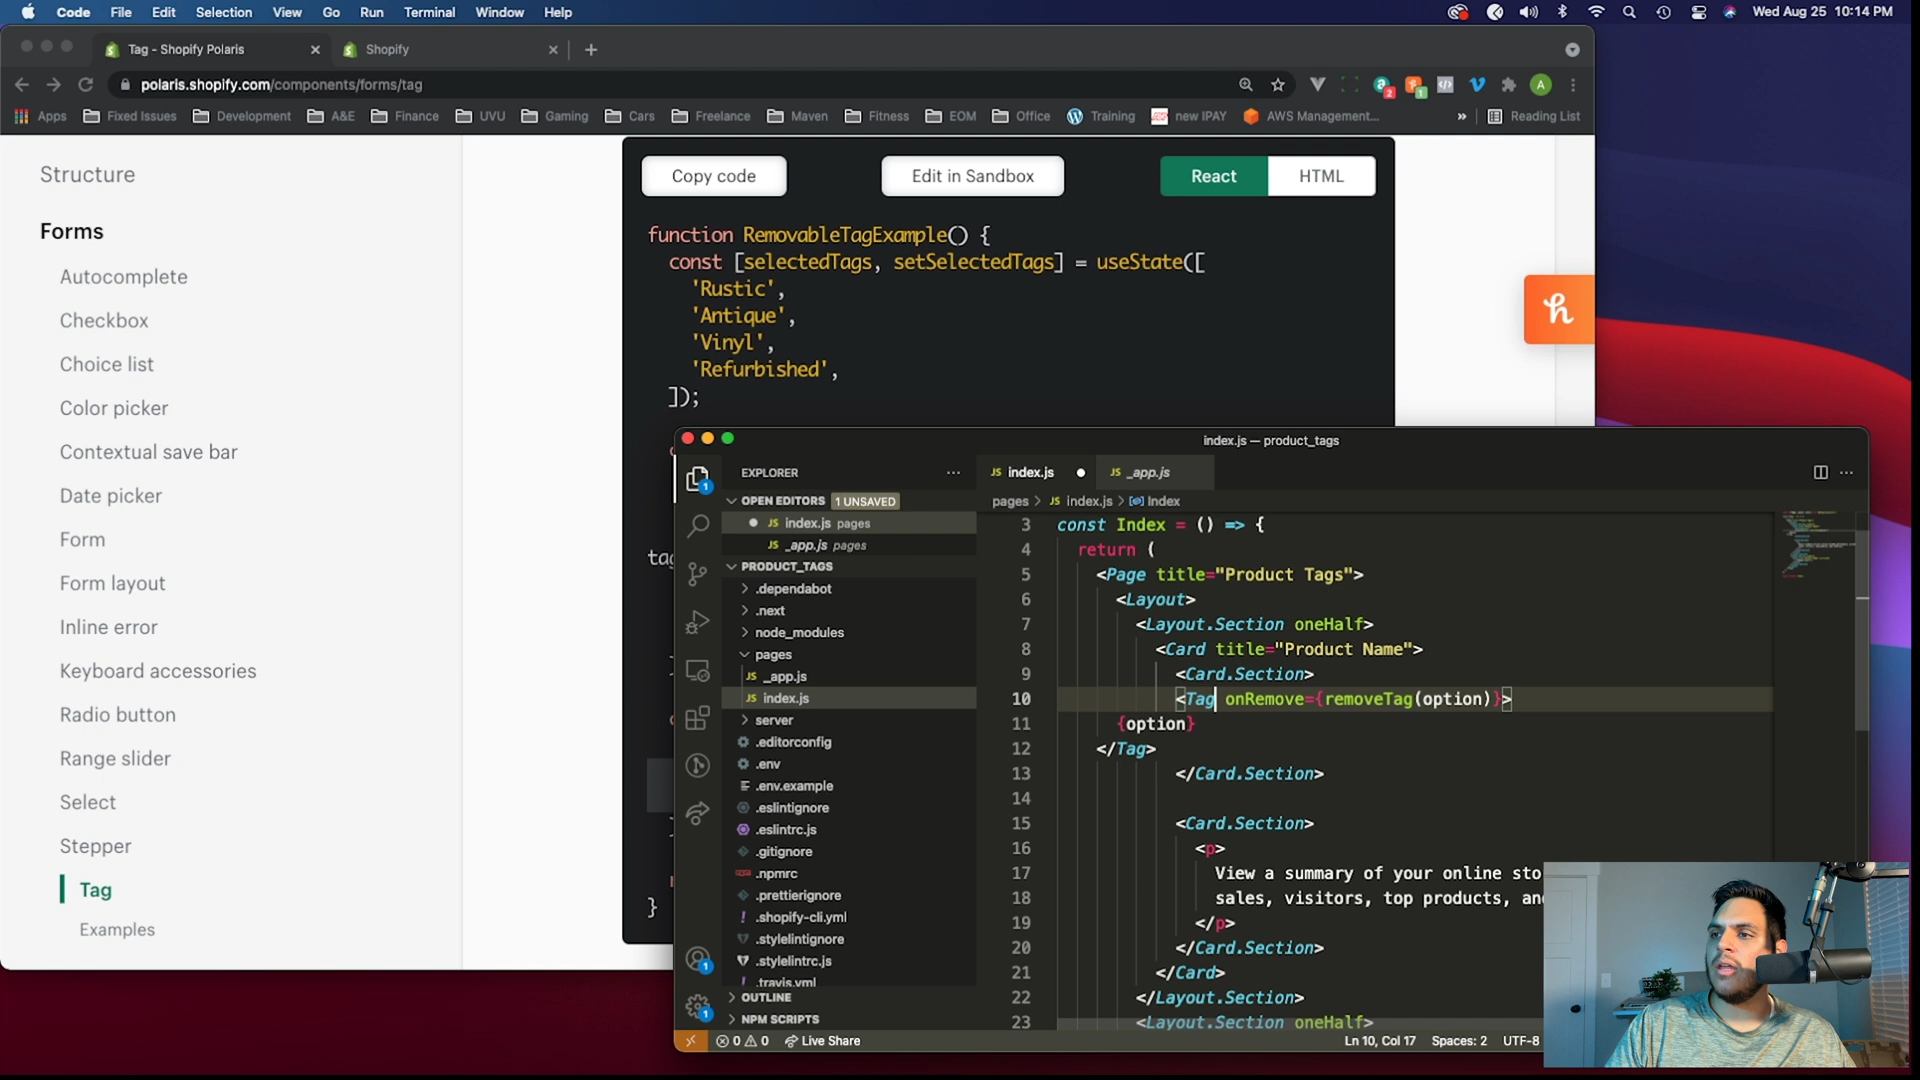 Code File Edit Selection View Go Run Terminal Window Help Wed Aug 25 10:14 PM
Tag - Shopify Polaris Shopify
polaris.shopify.com/components/forms/tag
Apps Fixed Issues Development A&E Finance UVU Gaming Cars Freelance Maven Fitness EOM Office Training new IPAY AWS Management... » Reading List
Structure
Forms
Autocomplete
Checkbox
Choice list
Color picker
Contextual save bar
Date picker
Form
Form layout
Inline error
Keyboard accessories
Radio button
Range slider
Select
Stepper
Tag
Examples
Copy code Edit in Sandbox React HTML
function RemovableTagExample() {
const [selectedTags, setSelectedTags] = useState([
'Rustic',
'Antique',
'Vinyl',
'Refurbished',
]);
tag
}
index.js — product_tags
EXPLORER
OPEN EDITORS 1 UNSAVED
JS index.js pages
JS _app.js pages
PRODUCT_TAGS
.dependabot
.next
node_modules
pages
JS _app.js
JS index.js
server
.editorconfig
.env
.env.example
.eslintignore
.eslintrc.js
.gitignore
.npmrc
.prettierignore
.shopify-cli.yml
.stylelintignore
.stylelintrc.js
.travis.yml
OUTLINE
NPM SCRIPTS
JS index.js JS _app.js
pages > JS index.js > Index
3 const Index = () => {
4 return (
5 <Page title="Product Tags">
6 <Layout>
7 <Layout.Section oneHalf>
8 <Card title="Product Name">
9 <Card.Section>
10 <Tag onRemove={removeTag(option)}>
11 {option}
12 </Tag>
13 </Card.Section>
14
15 <Card.Section>
16 <p>
17 View a summary of your online sto
18 sales, visitors, top products, an
19 </p>
20 </Card.Section>
21 </Card>
22 </Layout.Section>
23 <Layout.Section oneHalf>
0 0 Live Share Ln 10, Col 17 Spaces: 2 UTF-8